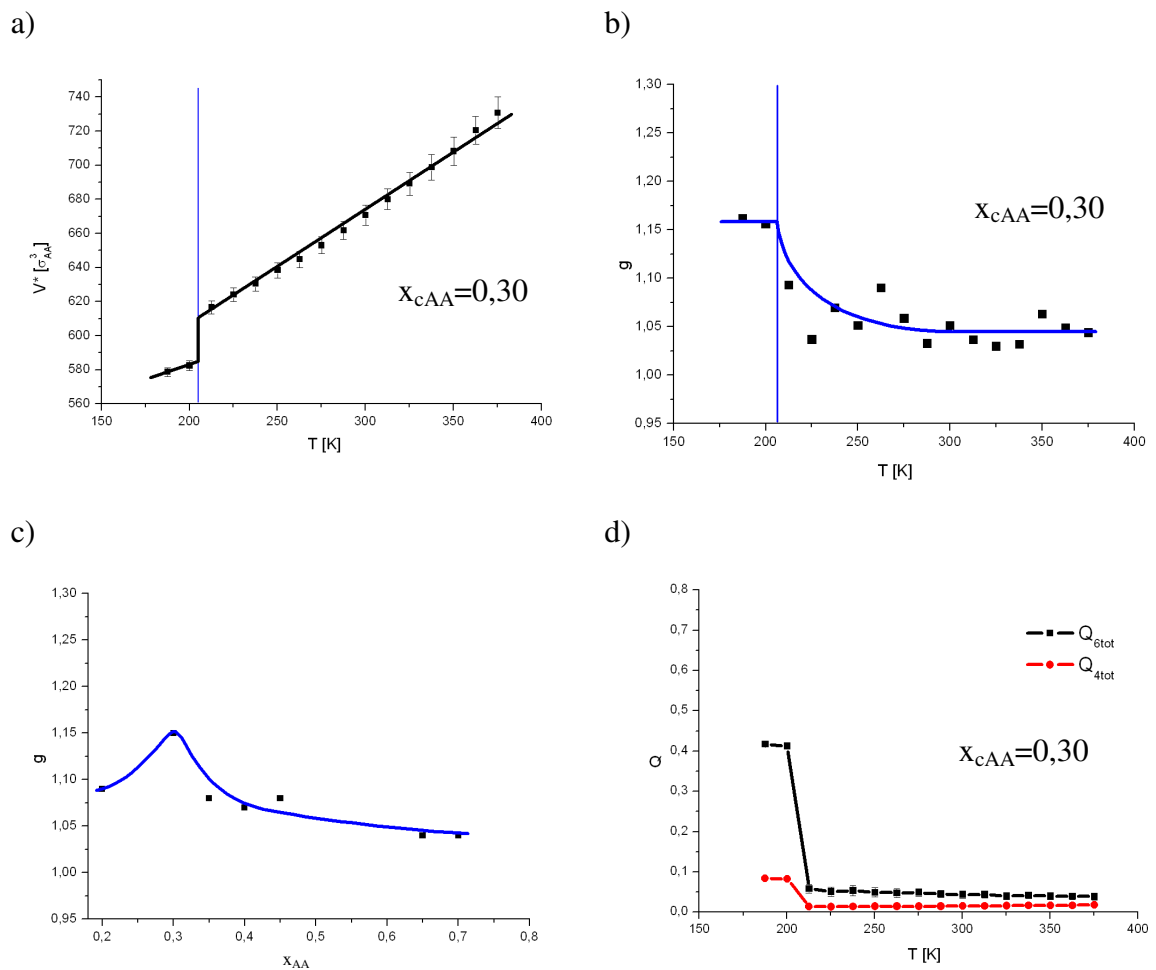 a)
740
720
700
680
660
640
620
600
580
560
V* [σ³AA]
150 200 250 300 350 400
T [K]
xcAA=0,30
b)
1,30
1,25
1,20
1,15
1,10
1,05
1,00
0,95
g
150 200 250 300 350 400
T [K]
xcAA=0,30
c)
1,30
1,25
1,20
1,15
1,10
1,05
1,00
0,95
g
0,2 0,3 0,4 0,5 0,6 0,7 0,8
xAA
d)
0,8
0,7
0,6
0,5
0,4
0,3
0,2
0,1
0,0
Q
150 200 250 300 350 400
T [K]
Q6tot
Q4tot
xcAA=0,30